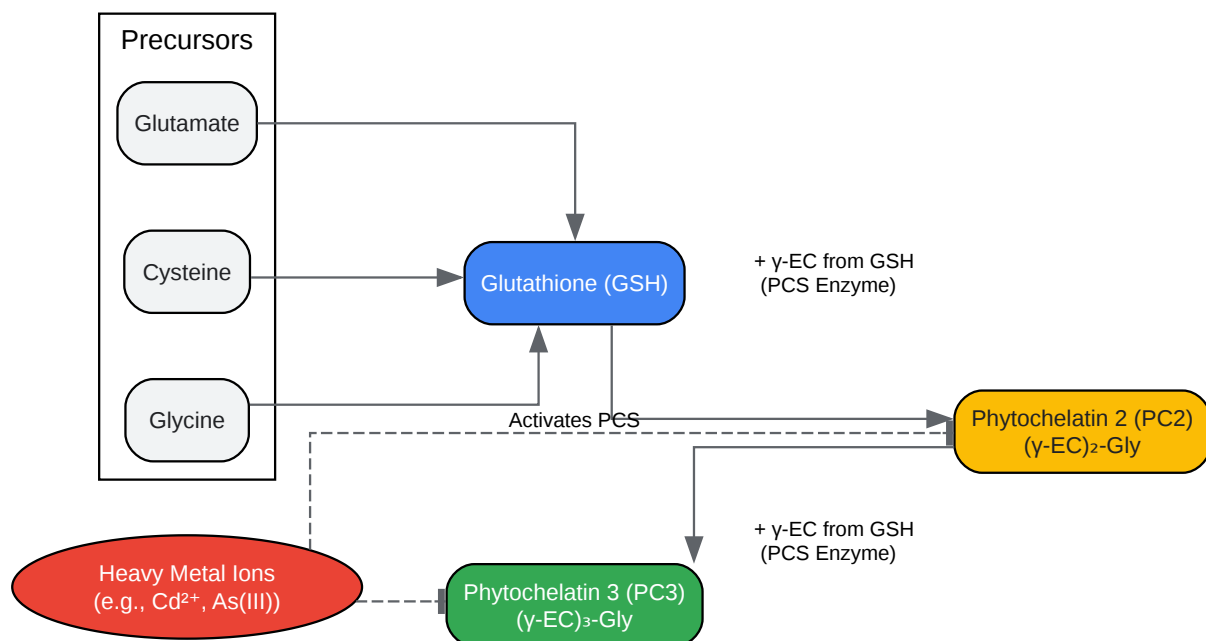 Precursors
Glutamate
Cysteine
Glycine
Glutathione (GSH)
+ γ-EC from GSH
(PCS Enzyme)
Activates PCS
Phytochelatin 2 (PC2)
(γ-EC)₂-Gly
+ γ-EC from GSH
(PCS Enzyme)
Heavy Metal Ions
(e.g., Cd²⁺, As(III))
Phytochelatin 3 (PC3)
(γ-EC)₃-Gly